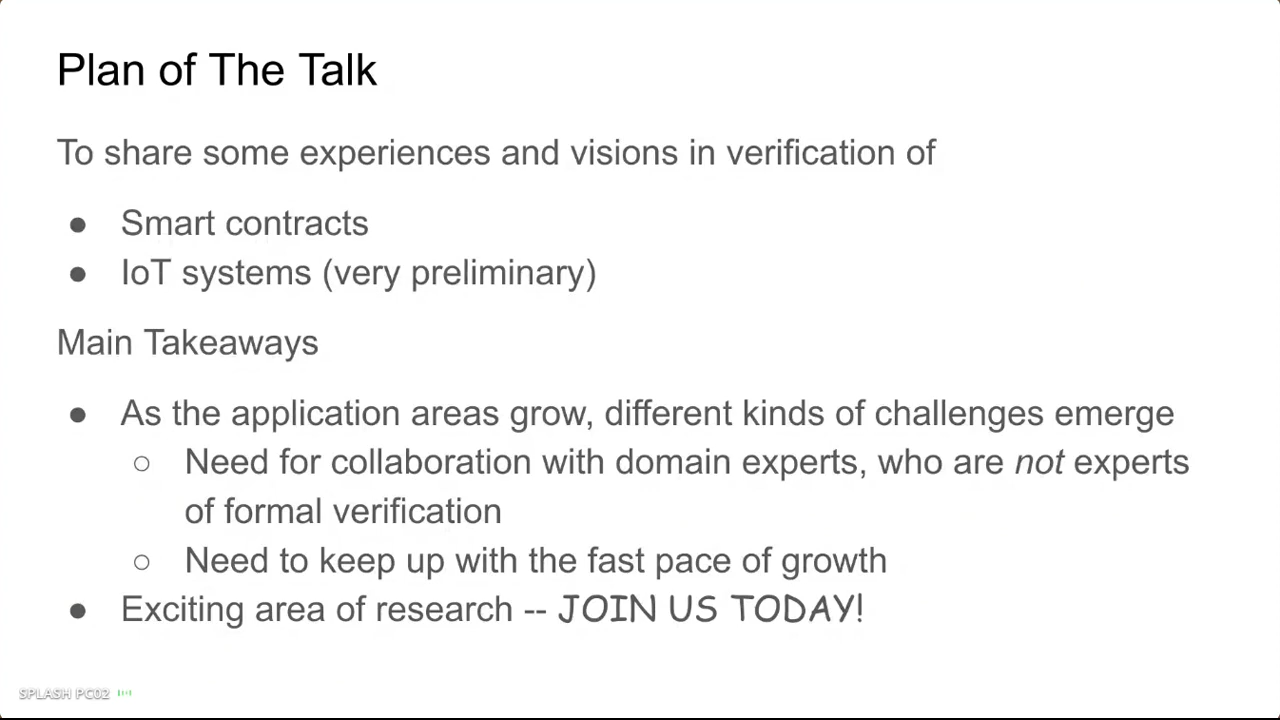 Plan of The Talk
To share some experiences and visions in verification of
● Smart contracts
● IoT systems (very preliminary)
Main Takeaways
● As the application areas grow, different kinds of challenges emerge
○ Need for collaboration with domain experts, who are not experts
of formal verification
○ Need to keep up with the fast pace of growth
● Exciting area of research -- JOIN US TODAY!
SPLASH PC02